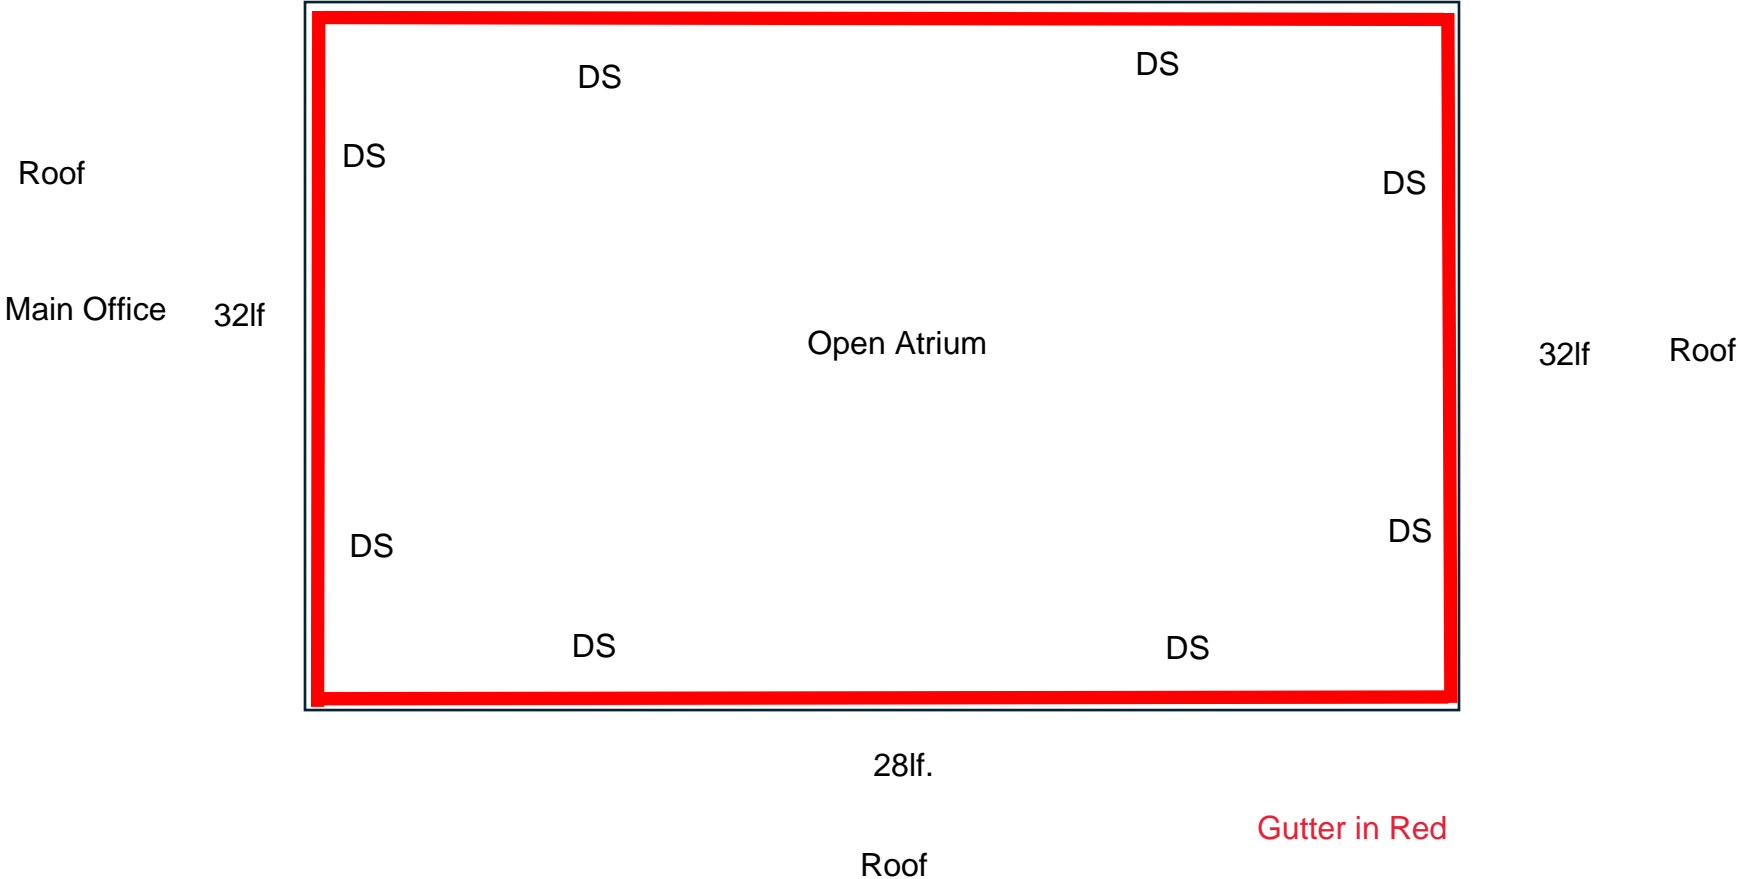 DS
DS
DS
Roof
DS
Main Office
32lf
Open Atrium
32lf
Roof
DS
DS
DS
DS
28lf.
Gutter in Red
Roof